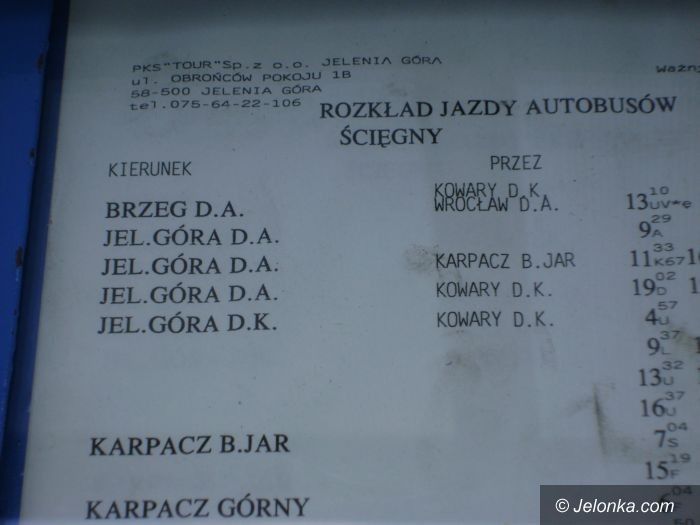 PKS"TOUR"Sp.z o.o. JELENIA GÓRA
ul. OBROŃCÓW POKOJU 1B
58-500 JELENIA GÓRA
tel.075-64-22-106
ROZKŁAD JAZDY AUTOBUSÓW
ŚCIĘGNY
KIERUNEK PRZEZ
KOWARY D.K.
BRZEG D.A. WROCŁAW D.A. 13 10 UV*ę
JEL.GÓRA D.A. 9 29 A
JEL.GÓRA D.A. KARPACZ B.JAR 11 33 K67
JEL.GÓRA D.A. KOWARY D.K. 19 02 D
JEL.GÓRA D.K. KOWARY D.K. 4 57 U
9 37 L
13 32 U
16 37 U
KARPACZ B.JAR 7 04 S
15 19 F
KARPACZ GÓRNY 6 04
© Jelonka.com